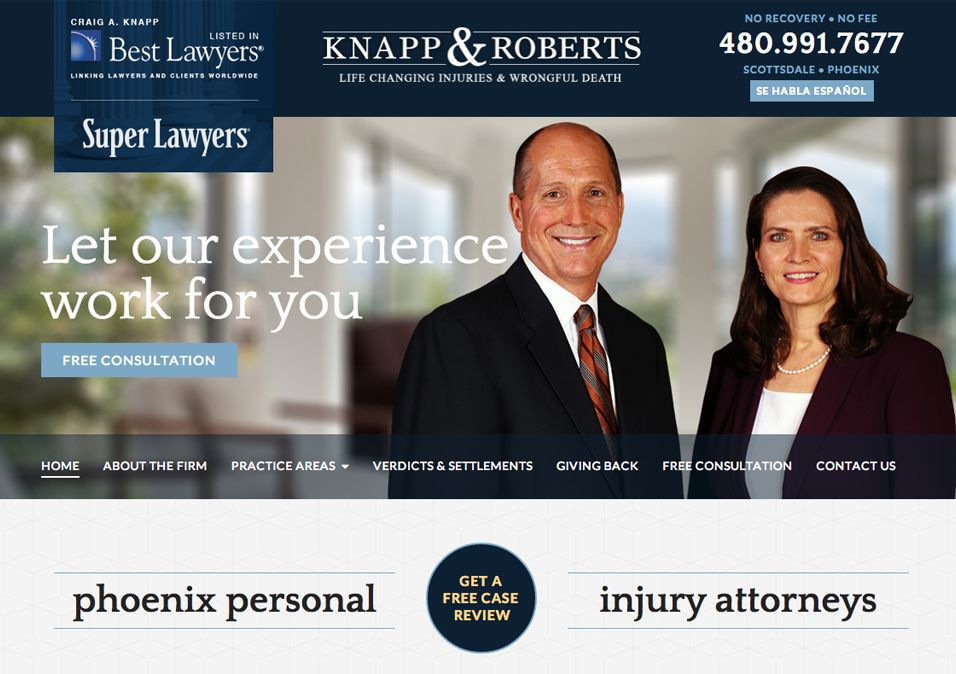 CRAIG A. KNAPP
LISTED IN
Best Lawyers®
LINKING LAWYERS AND CLIENTS WORLDWIDE
Super Lawyers®
KNAPP & ROBERTS
LIFE CHANGING INJURIES & WRONGFUL DEATH
NO RECOVERY • NO FEE
480.991.7677
SCOTTSDALE • PHOENIX
SE HABLA ESPAÑOL
Let our experience
work for you
FREE CONSULTATION
HOME ABOUT THE FIRM PRACTICE AREAS VERDICTS & SETTLEMENTS GIVING BACK FREE CONSULTATION CONTACT US
phoenix personal
GET A
FREE CASE
REVIEW
injury attorneys